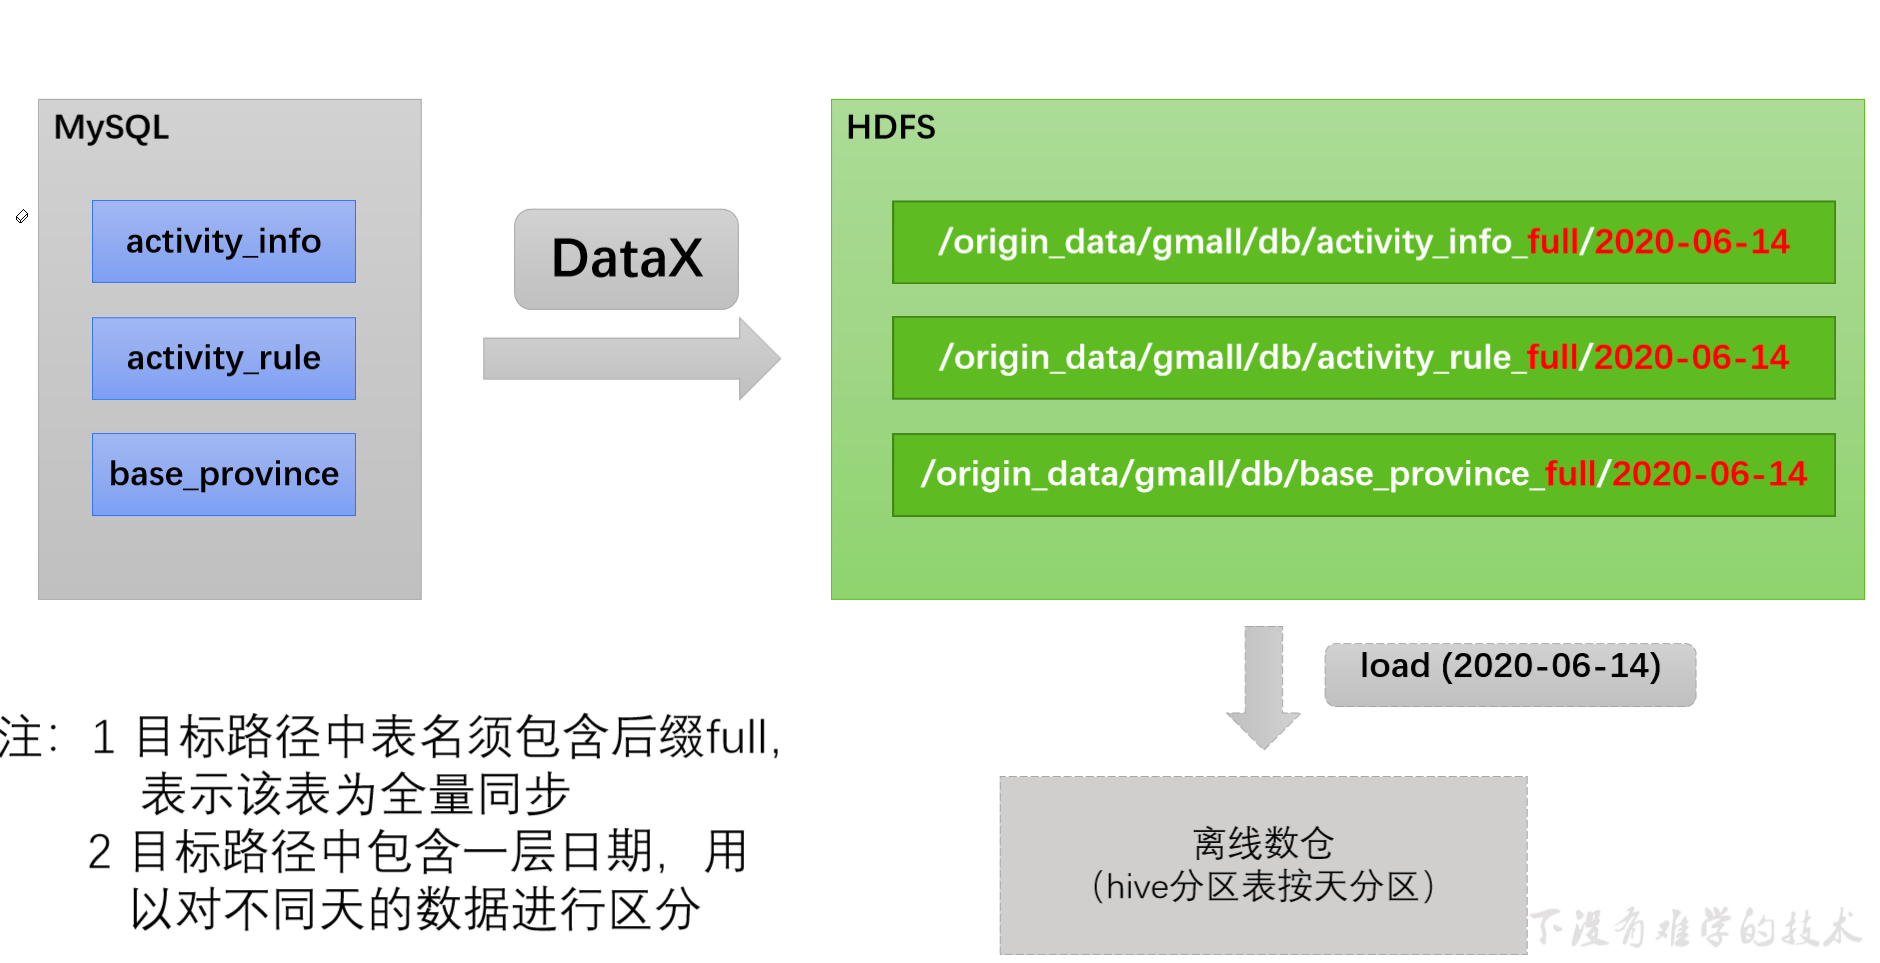 MySQL
activity_info
activity_rule
base_province
DataX
HDFS
/origin_data/gmall/db/activity_info_full/2020-06-14
/origin_data/gmall/db/activity_rule_full/2020-06-14
/origin_data/gmall/db/base_province_full/2020-06-14
load (2020-06-14)
离线数仓
（hive分区表按天分区）
注：1 目标路径中表名须包含后缀full，
表示该表为全量同步
2 目标路径中包含一层日期，用
以对不同天的数据进行区分
下没有难学的技术